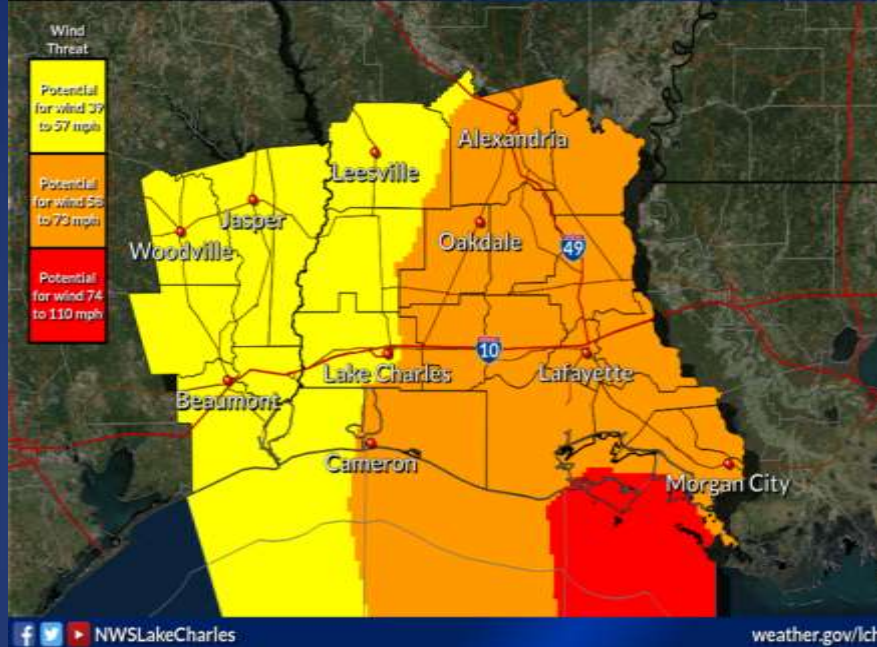 Wind
Threat
Potential
for wind 39
to 57 mph
Potential
for wind 56
to 73 mph
Potential
for wind 74
to 110 mph
Alexandria
Leesville
Jasper
Woodville
Oakdale
49
10
Lake Charles
Lafayette
Beaumont
Cameron
Morgan City
NWSLakeCharles
weather.gov/lch